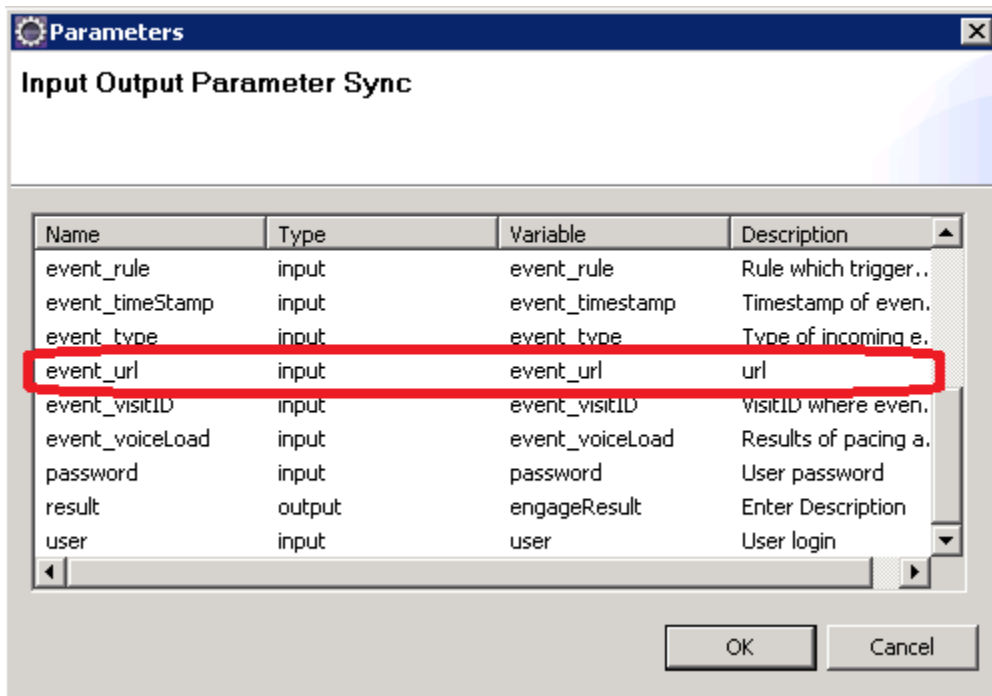 Parameters
Input Output Parameter Sync
Name Type Variable Description
event_rule input event_rule Rule which trigger..
event_timeStamp input event_timestamp Timestamp of even.
event_type input event_type Type of incoming e.
event_url input event_url url
event_visitID input event_visitID VisitID where even.
event_voiceLoad input event_voiceLoad Results of pacing a.
password input password User password
result output engageResult Enter Description
user input user User login
OK Cancel